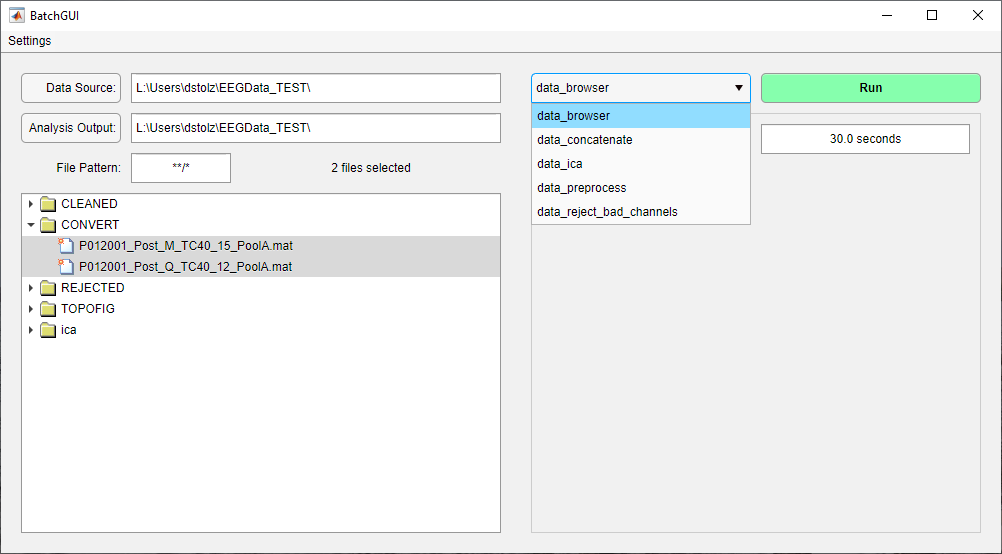 BatchGUI
Settings
Data Source: L:\Users\dstolz\EEGData_TEST\
Analysis Output: L:\Users\dstolz\EEGData_TEST\
File Pattern: **/* 2 files selected
CLEANED
CONVERT
P012001_Post_M_TC40_15_PoolA.mat
P012001_Post_Q_TC40_12_PoolA.mat
REJECTED
TOPOFIG
ica
data_browser Run
data_browser
data_concatenate
data_ica
data_preprocess
data_reject_bad_channels
30.0 seconds